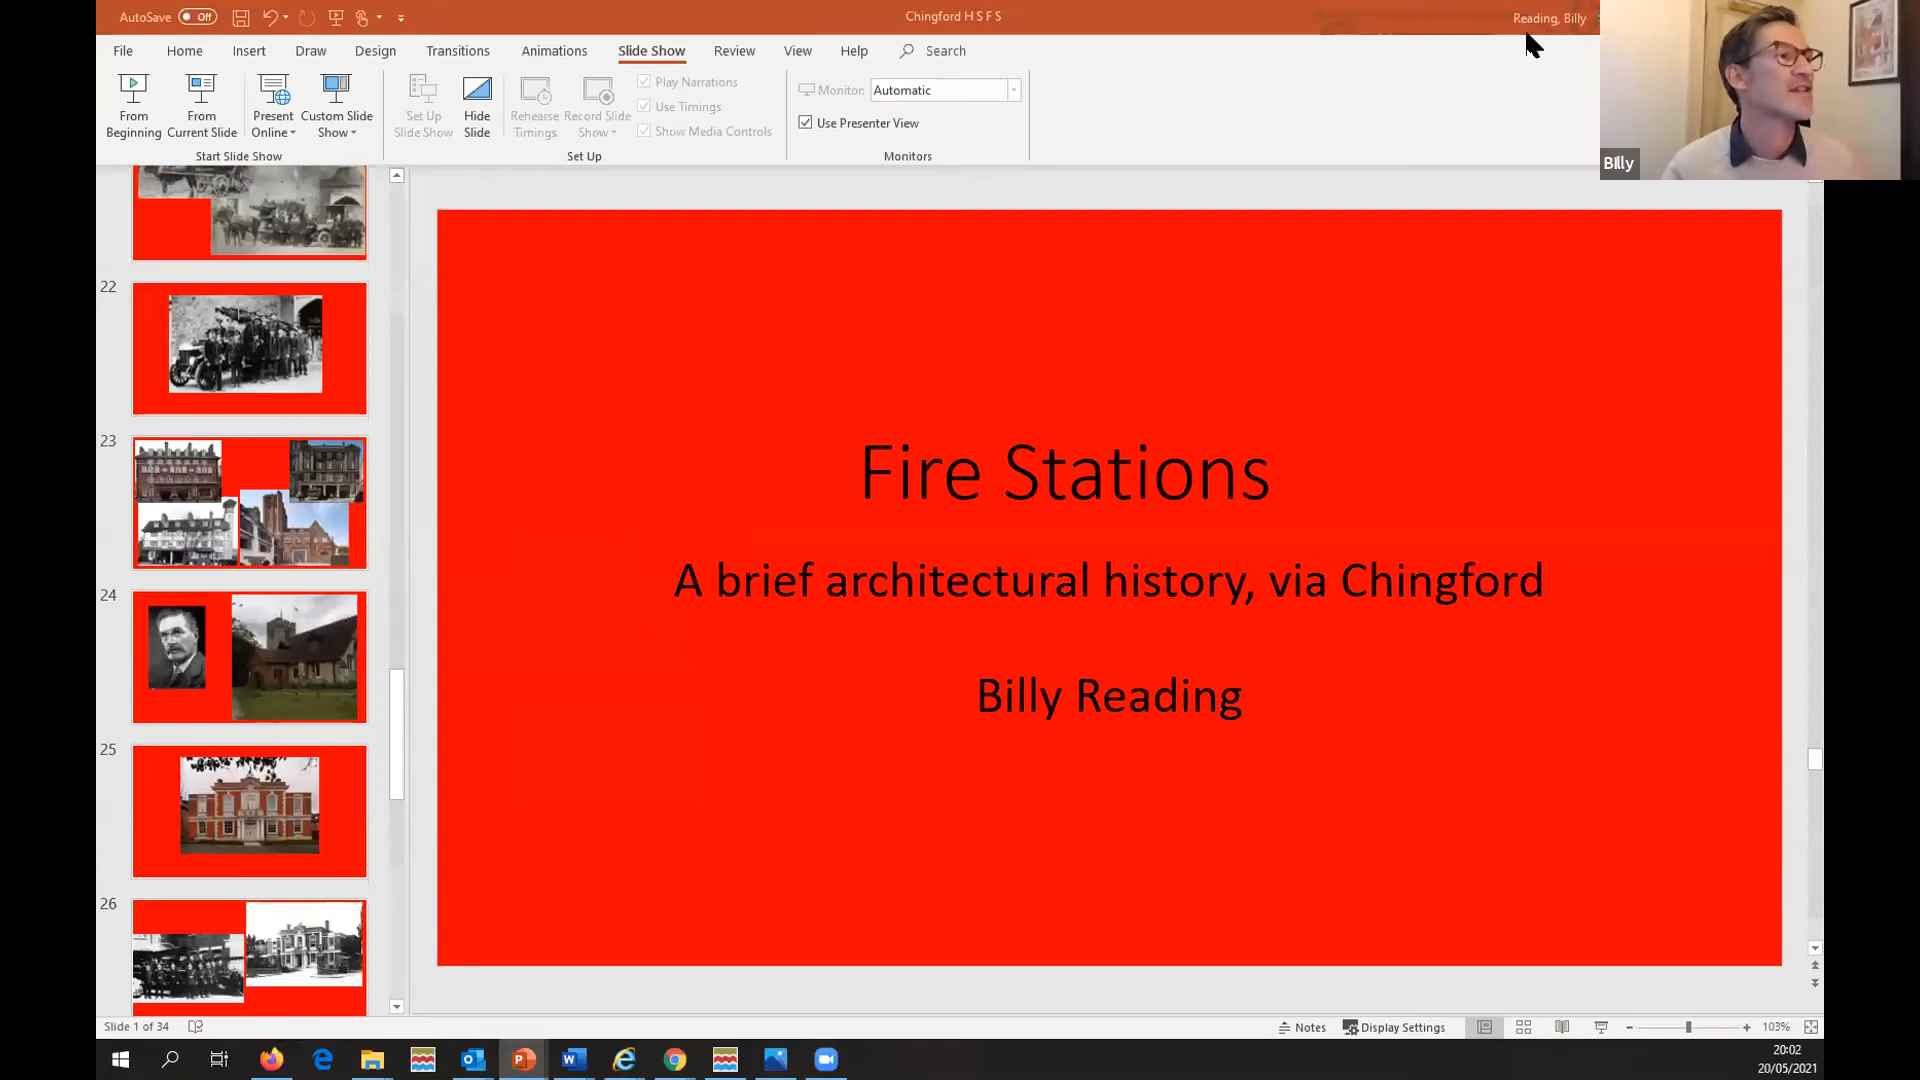 AutoSave Off
Chingford H S F S
Reading, Billy
File Home Insert Draw Design Transitions Animations Slide Show Review View Help Search
From Beginning
From Current Slide
Present Online
Custom Slide Show
Start Slide Show
Set Up Slide Show
Hide Slide
Rehearse Timings
Record Slide Show
Play Narrations
Use Timings
Show Media Controls
Set Up
Monitor: Automatic
Use Presenter View
Monitors
BIlly
22
23
24
25
26
Fire Stations
A brief architectural history, via Chingford
Billy Reading
Slide 1 of 34
Notes Display Settings 103%
20:02
20/05/2021